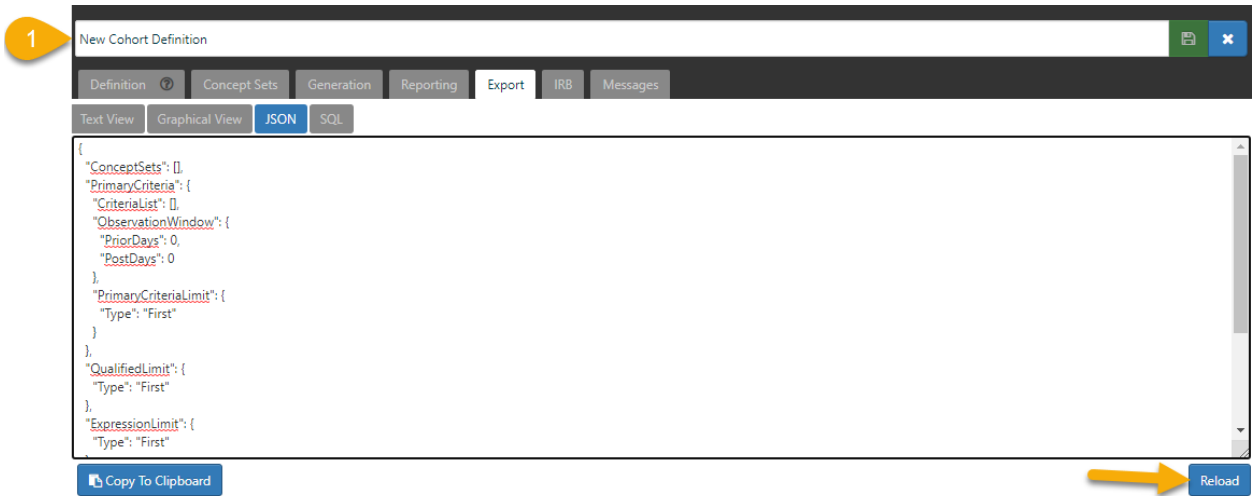 1
New Cohort Definition
Definition Concept Sets Generation Reporting Export IRB Messages
Text View Graphical View JSON SQL
{
"ConceptSets": [],
"PrimaryCriteria": {
"CriteriaList": [],
"ObservationWindow": {
"PriorDays": 0,
"PostDays": 0
},
"PrimaryCriteriaLimit": {
"Type": "First"
}
},
"QualifiedLimit": {
"Type": "First"
},
"ExpressionLimit": {
"Type": "First"
Copy To Clipboard Reload